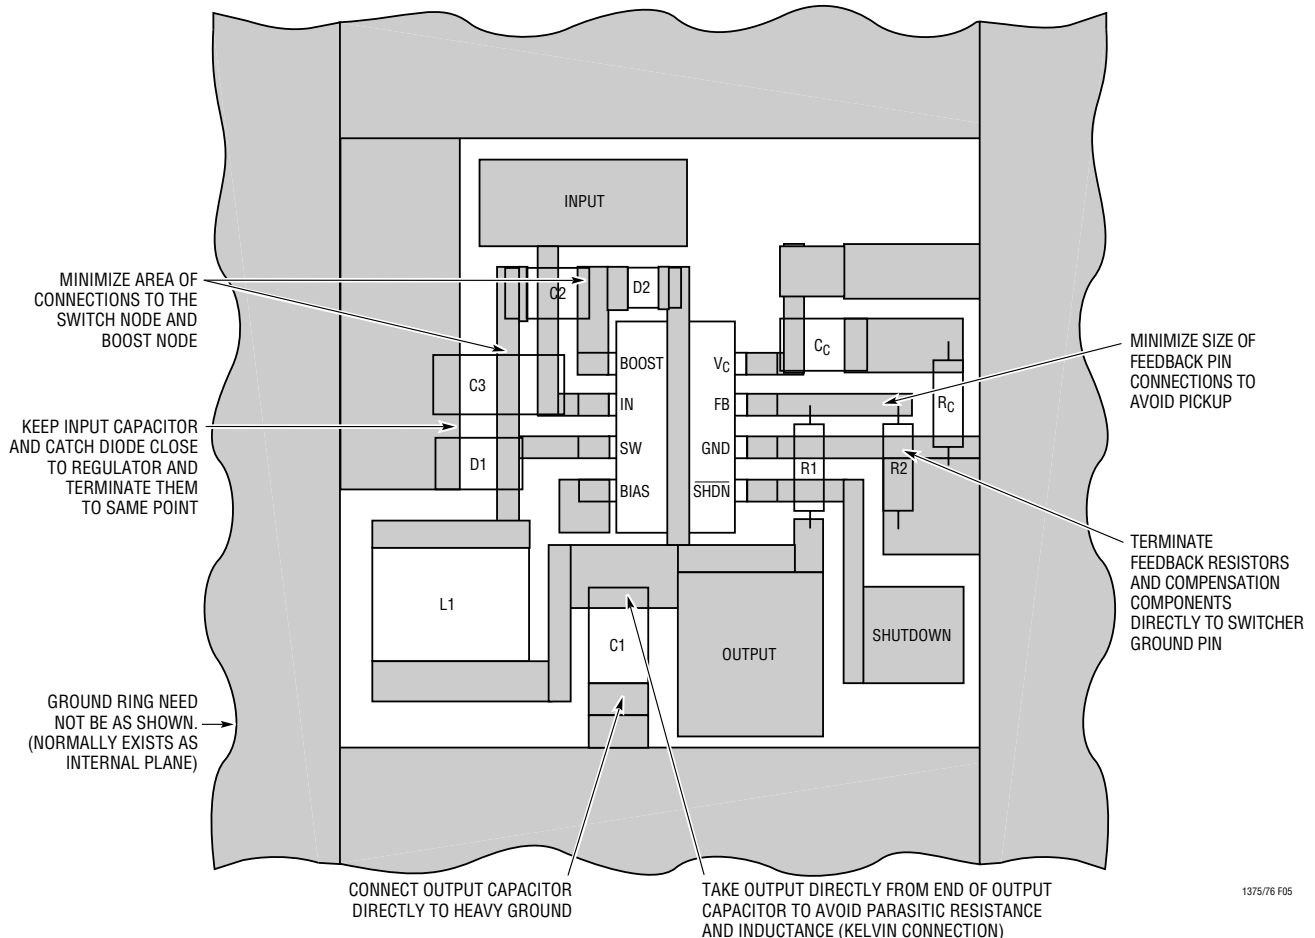 INPUT
MINIMIZE AREA OF
CONNECTIONS TO THE
SWITCH NODE AND
BOOST NODE
C2
D2
BOOST
VC
CC
C3
IN
FB
RC
MINIMIZE SIZE OF
FEEDBACK PIN
CONNECTIONS TO
AVOID PICKUP
KEEP INPUT CAPACITOR
AND CATCH DIODE CLOSE
TO REGULATOR AND
TERMINATE THEM
TO SAME POINT
D1
SW
GND
R1
R2
BIAS
SHDN
TERMINATE
FEEDBACK RESISTORS
AND COMPENSATION
COMPONENTS
DIRECTLY TO SWITCHER
GROUND PIN
L1
C1
OUTPUT
SHUTDOWN
GROUND RING NEED
NOT BE AS SHOWN.
(NORMALLY EXISTS AS
INTERNAL PLANE)
CONNECT OUTPUT CAPACITOR
DIRECTLY TO HEAVY GROUND
TAKE OUTPUT DIRECTLY FROM END OF OUTPUT
CAPACITOR TO AVOID PARASITIC RESISTANCE
AND INDUCTANCE (KELVIN CONNECTION)
1375/76 F05